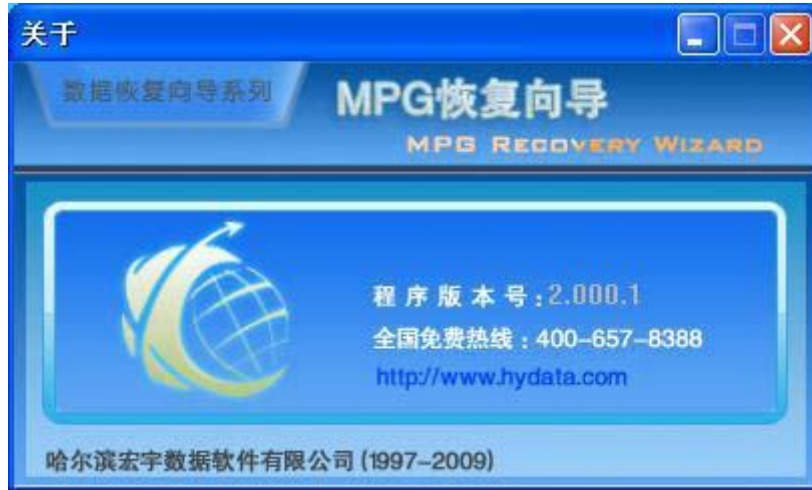 关于
数据恢复向导系列
MPG恢复向导
MPG RECOVERY WIZARD
程序版本号:2.000.1
全国免费热线:400-657-8388
http://www.hydata.com
哈尔滨宏宇数据软件有限公司(1997-2009)